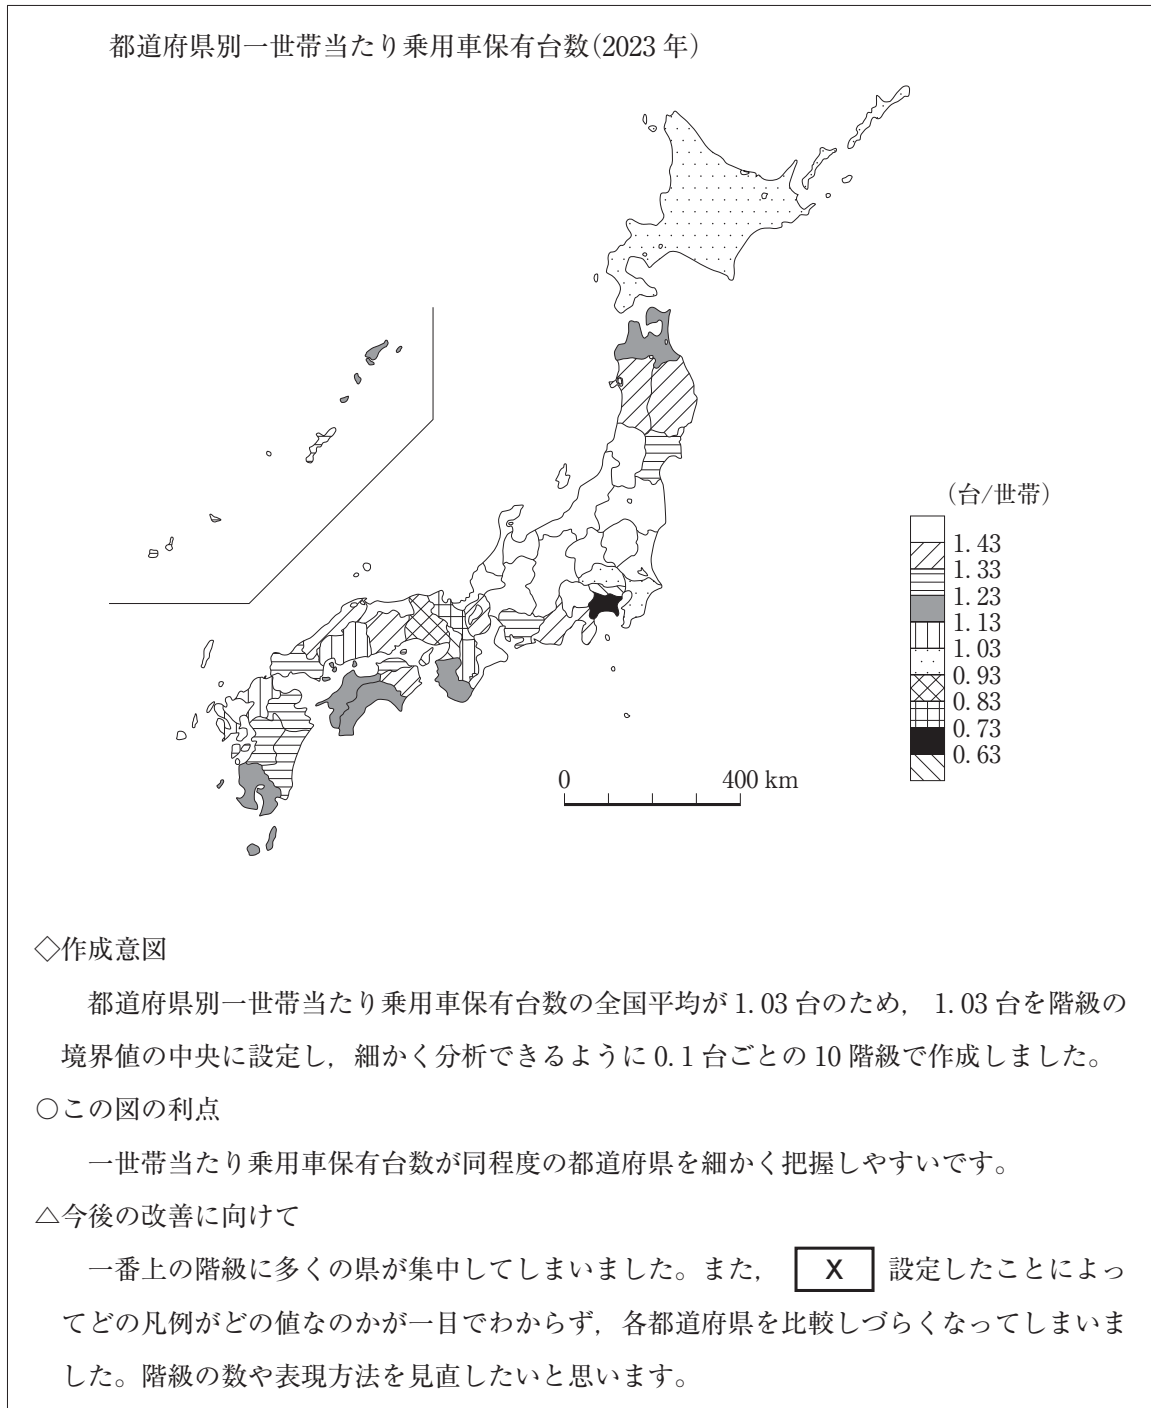 都道府県別一世帯当たり乗用車保有台数(2023 年)
(台/世帯)
1.43
1.33
1.23
1.13
1.03
0.93
0.83
0.73
0.63
0 400 km
◇作成意図
都道府県別一世帯当たり乗用車保有台数の全国平均が 1.03 台のため, 1.03 台を階級の
境界値の中央に設定し,細かく分析できるように 0.1 台ごとの 10 階級で作成しました。
○この図の利点
一世帯当たり乗用車保有台数が同程度の都道府県を細かく把握しやすいです。
△今後の改善に向けて
一番上の階級に多くの県が集中してしまいました。また, X 設定したことによっ
てどの凡例がどの値なのかが一目でわからず,各都道府県を比較しづらくなってしまいま
した。階級の数や表現方法を見直したいと思います。